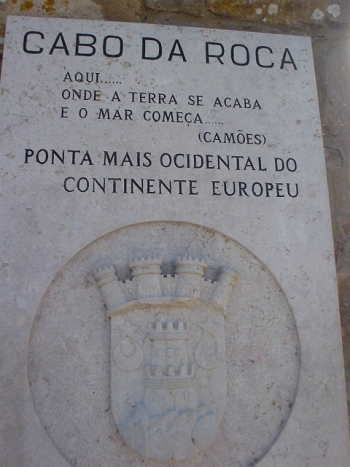 CABO DA ROCA
AQUI......
ONDE A TERRA SE ACABA
E O MAR COMEÇA......
(CAMÕES)
PONTA MAIS OCIDENTAL DO
CONTINENTE EUROPEU